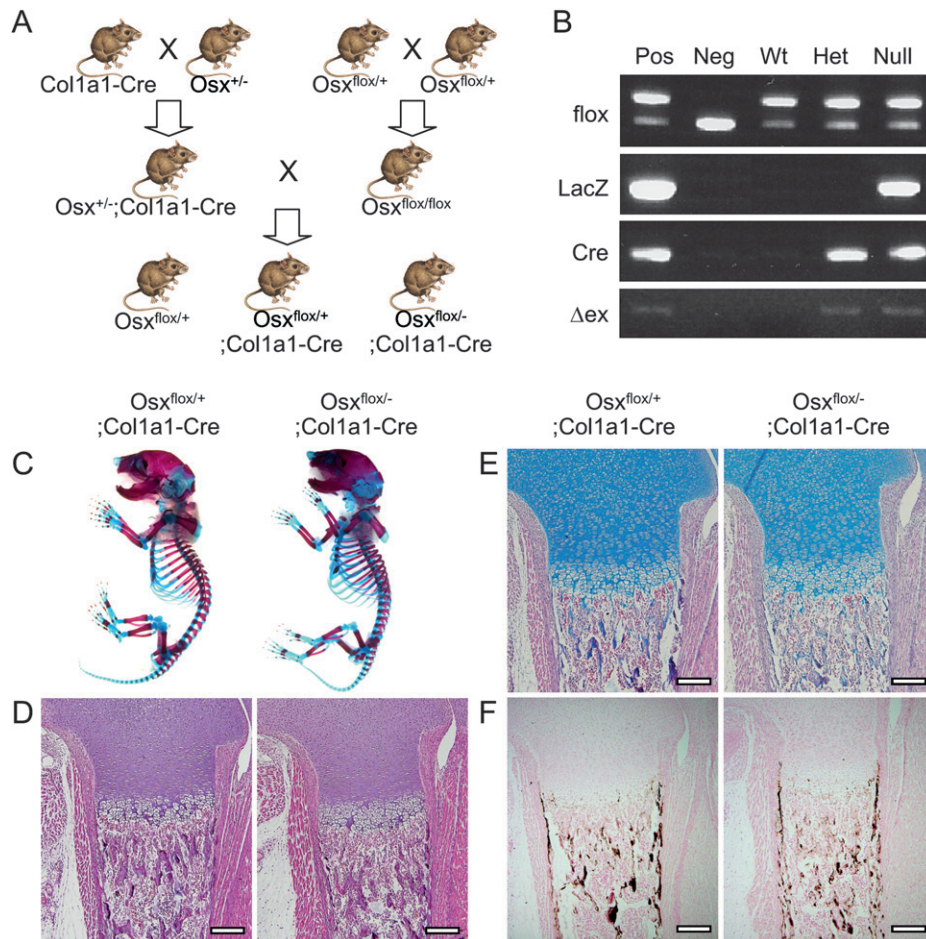 A
Col1a1-Cre X Osx+/-
Osxflox/+ X Osxflox/+
Osx+/-;Col1a1-Cre X Osxflox/flox
Osxflox/+
Osxflox/+
;Col1a1-Cre
Osxflox/-
;Col1a1-Cre
B
Pos Neg Wt Het Null
flox
LacZ
Cre
Δex
Osxflox/+
;Col1a1-Cre
Osxflox/-
;Col1a1-Cre
C
D
Osxflox/+
;Col1a1-Cre
Osxflox/-
;Col1a1-Cre
E
F